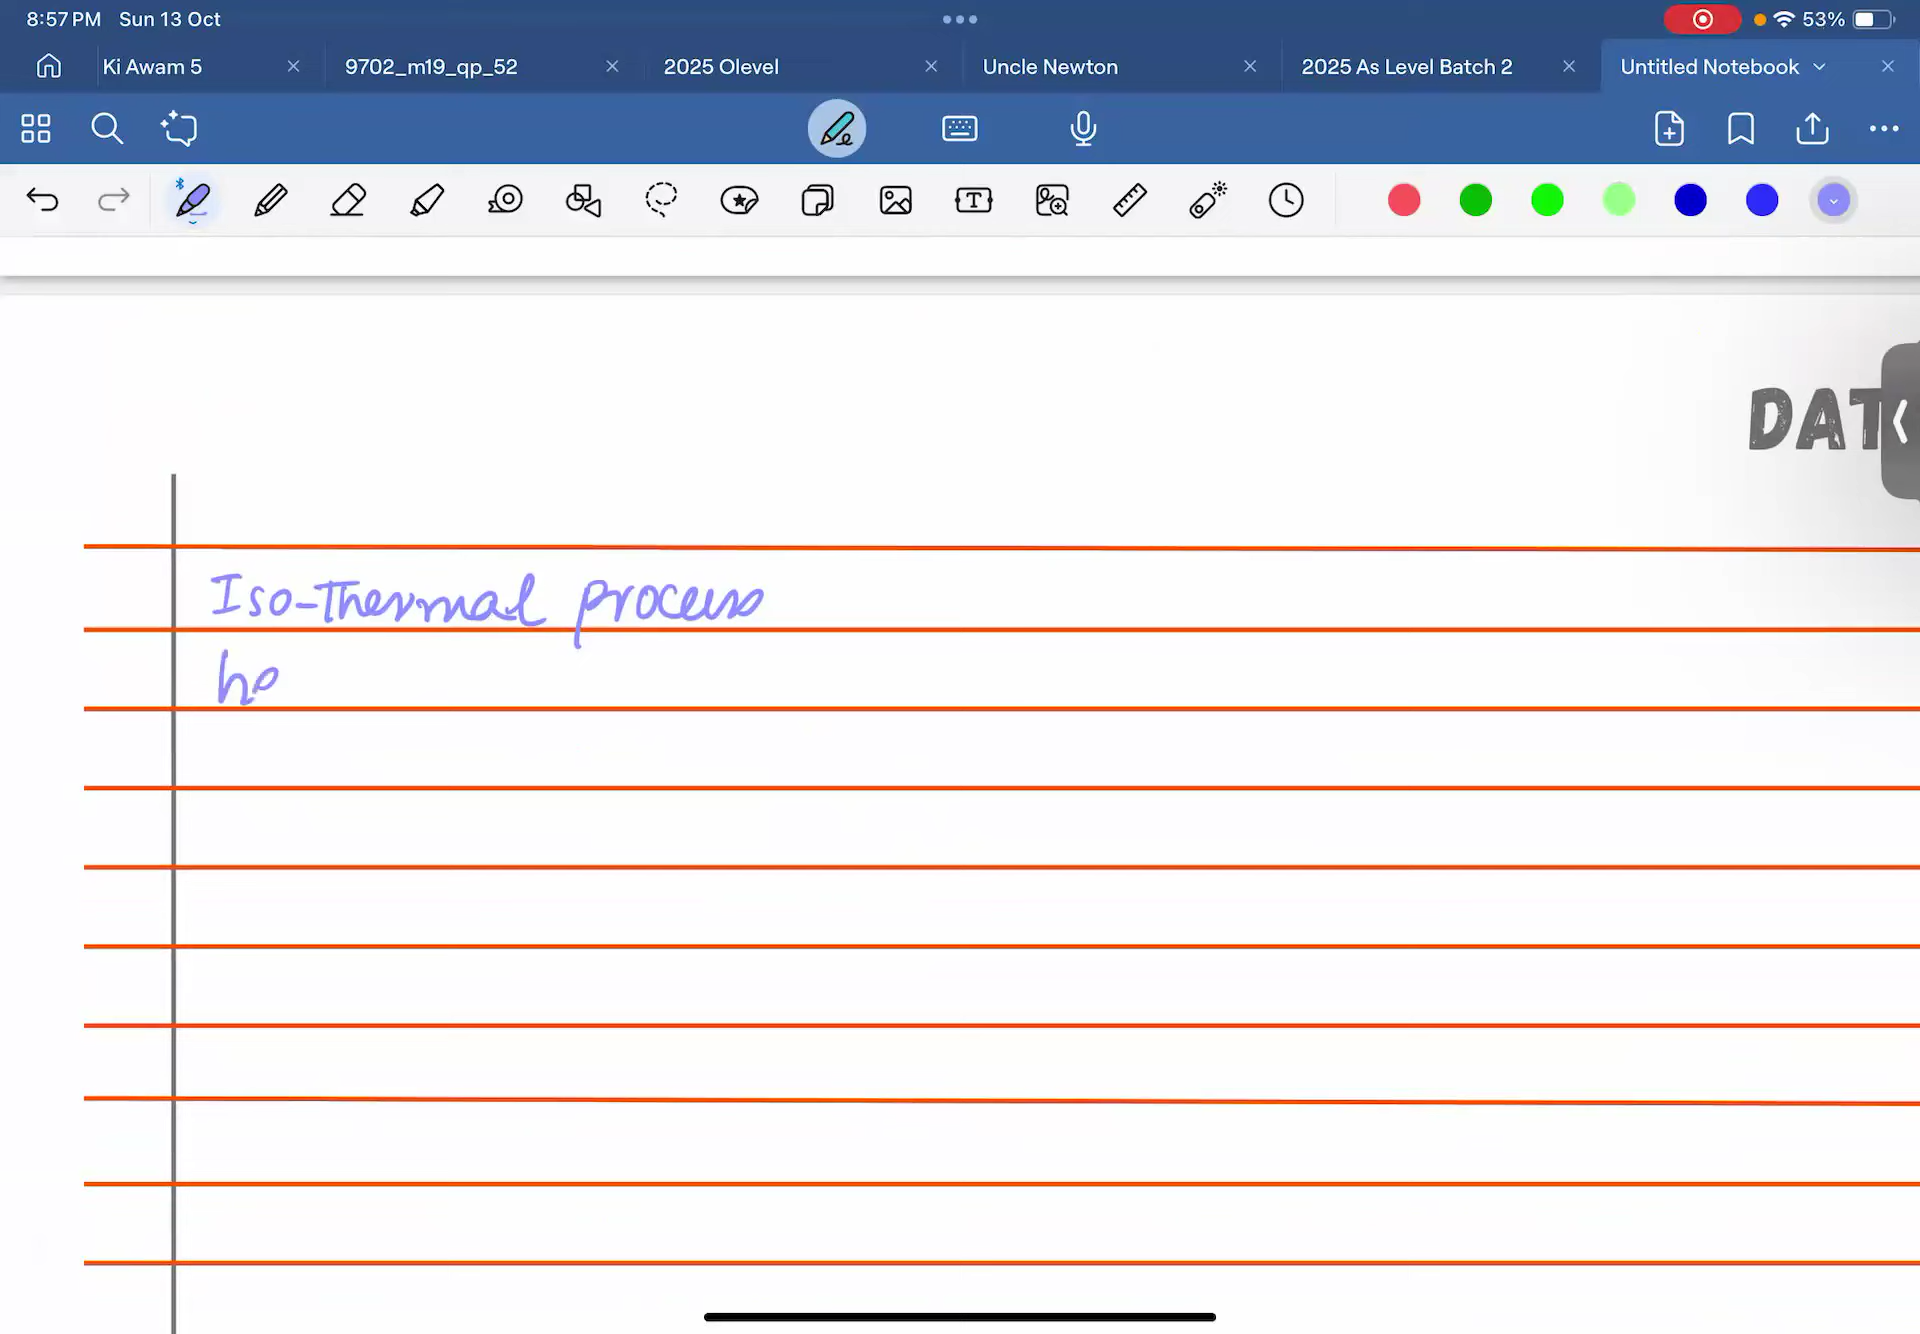 8:57 PM Sun 13 Oct 53%
Ki Awam 5 9702_m19_qp_52 2025 Olevel Uncle Newton 2025 As Level Batch 2 Untitled Notebook
DAT
Iso-Thermal process
he